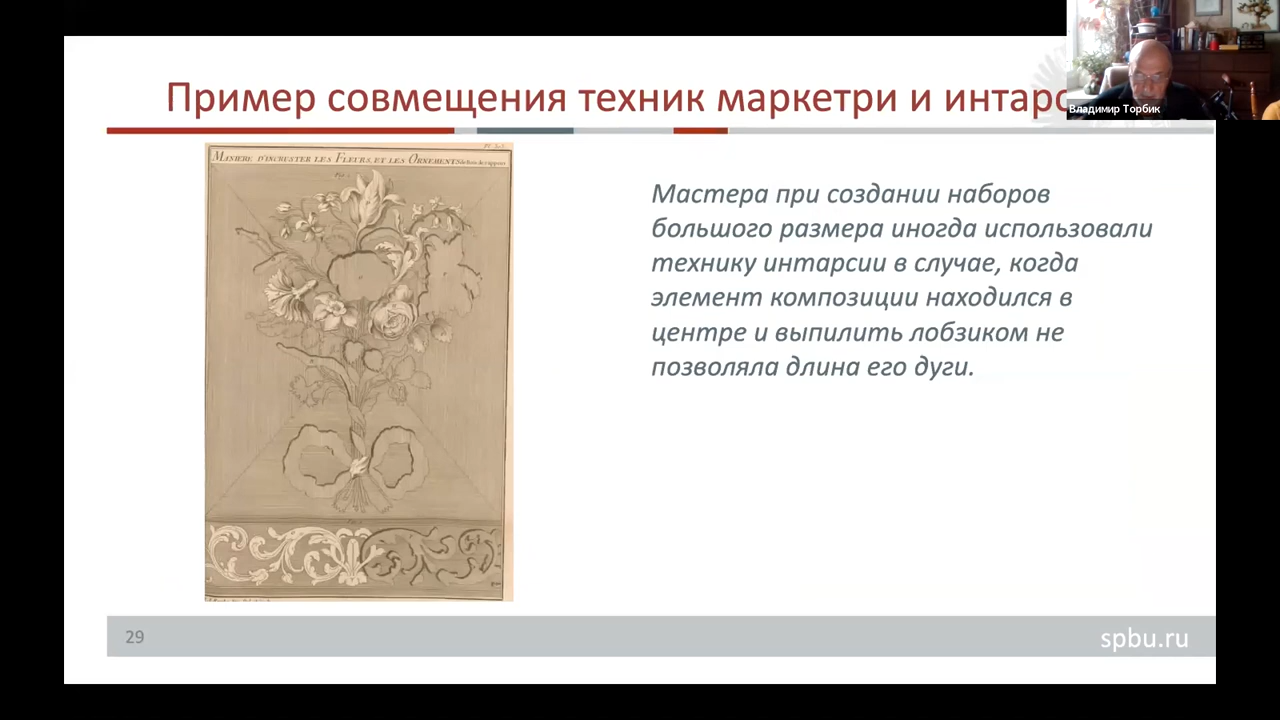 Пример совмещения техник маркетри и интарс
Владимир Торбик
MANIERE D'INCRUSTER LES FLEURS, ET LES ORNEMENTS
Мастера при создании наборов
большого размера иногда использовали
технику интарсии в случае, когда
элемент композиции находился в
центре и выпилить лобзиком не
позволяла длина его дуги.
29
spbu.ru